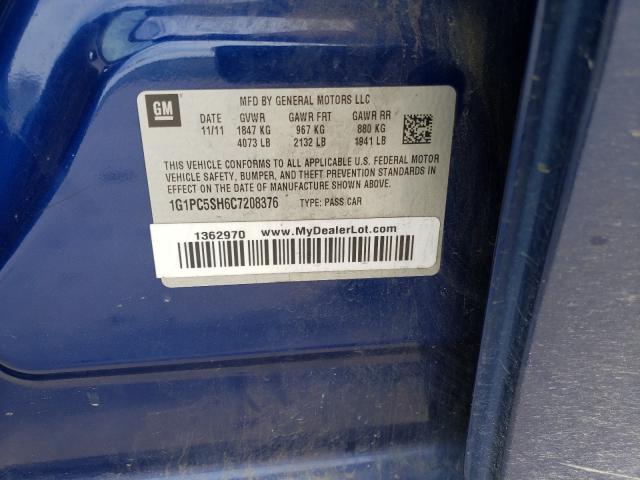 GM
MFD BY GENERAL MOTORS LLC
DATE GVWR GAWR FRT GAWR RR
11/11 1847 KG 967 KG 880 KG
4073 LB 2132 LB 1941 LB
THIS VEHICLE CONFORMS TO ALL APPLICABLE U.S. FEDERAL MOTOR
VEHICLE SAFETY, BUMPER, AND THEFT PREVENTION STANDARDS IN
EFFECT ON THE DATE OF MANUFACTURE SHOWN ABOVE.
1G1PC5SH6C7208376 TYPE: PASS CAR
1362970 www.MyDealerLot.com